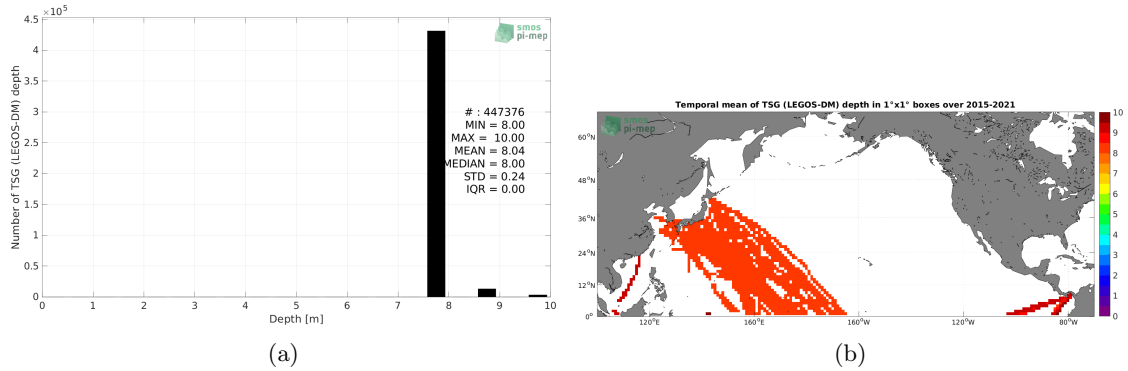 ×10⁵
4.5
4
3.5
3
2.5
2
1.5
1
0.5
0
Number of TSG (LEGOS-DM) depth
smos
pi-mep
# : 447376
MIN = 8.00
MAX = 10.00
MEAN = 8.04
MEDIAN = 8.00
STD = 0.24
IQR = 0.00
0 1 2 3 4 5 6 7 8 9 10
Depth [m]
(a)
Temporal mean of TSG (LEGOS-DM) depth in 1°x1° boxes over 2015-2021
smos
pi-mep
60°N
48°N
36°N
24°N
12°N
0°
120°E 160°E 160°W 120°W 80°W
10
9
8
7
6
5
4
3
2
1
0
(b)